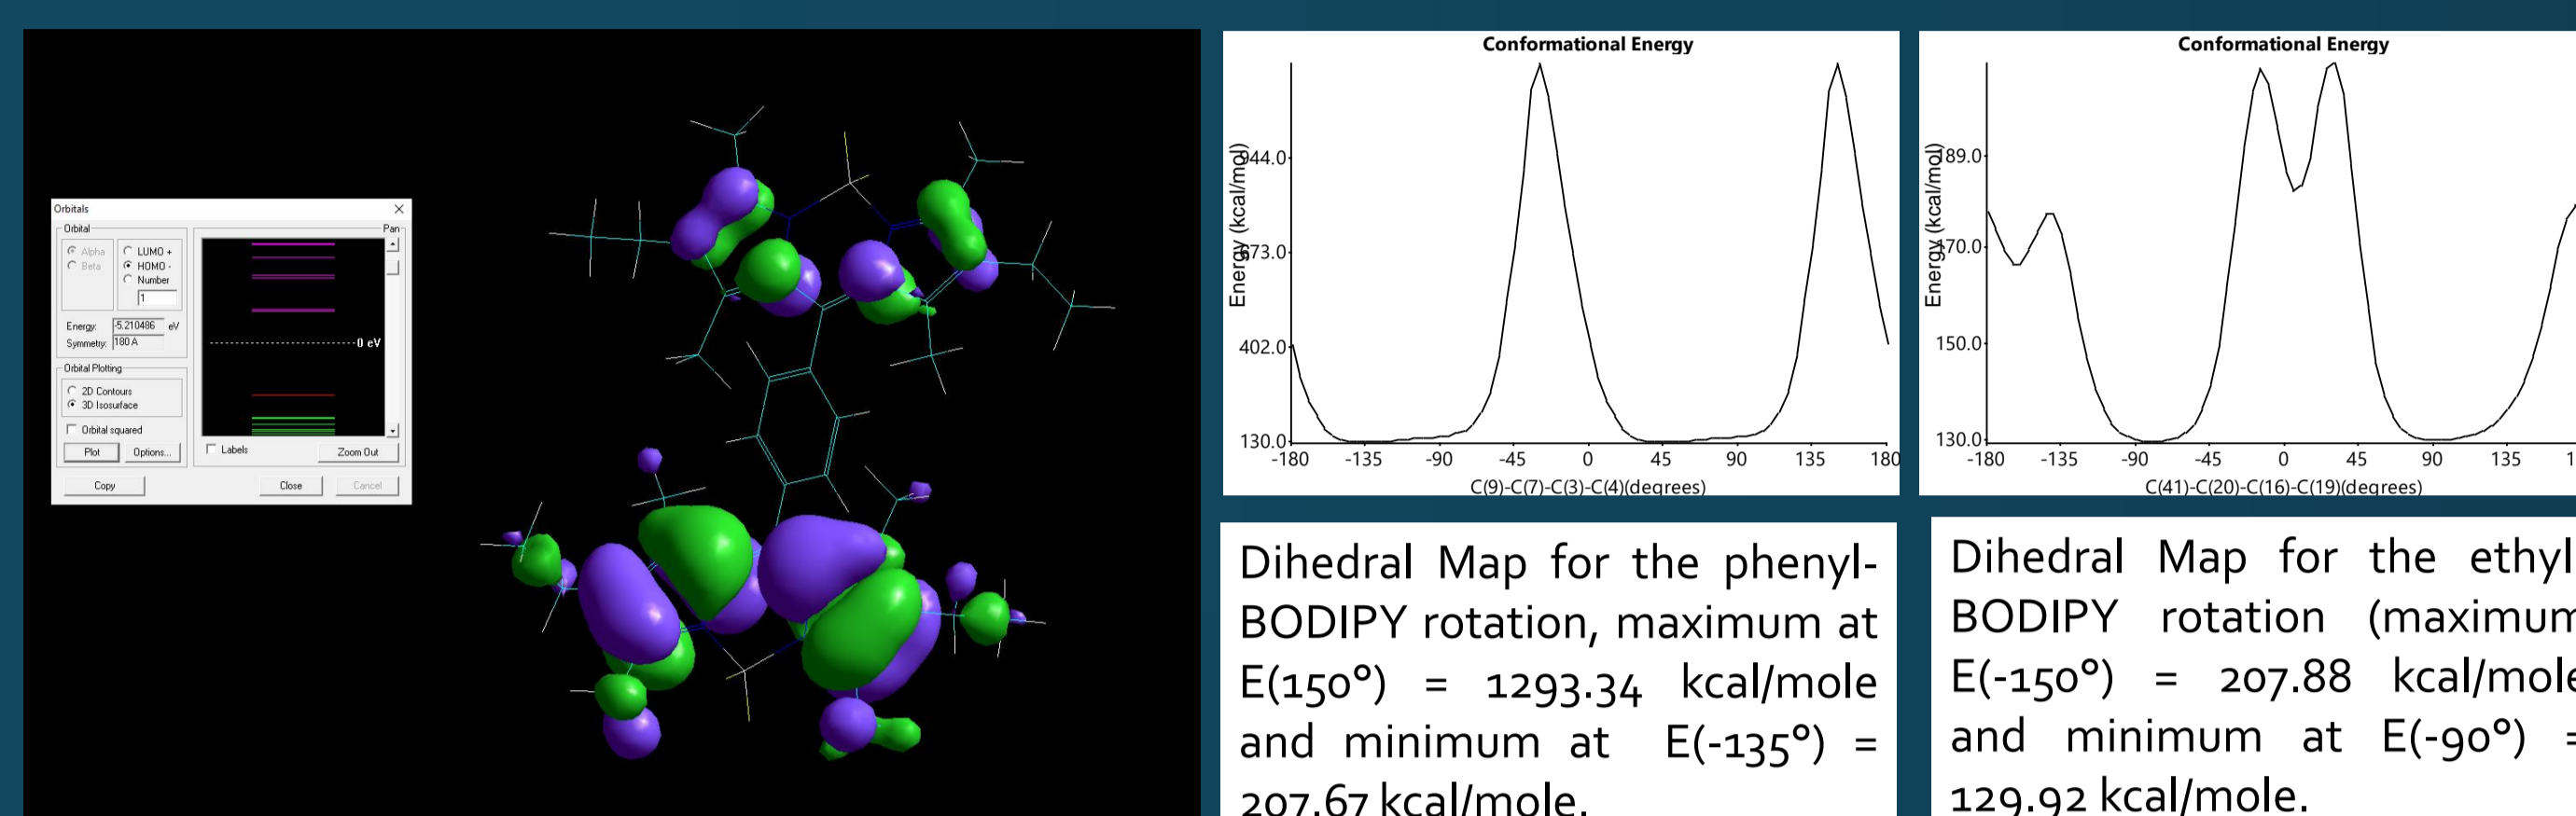 Orbitals
Orbital
Pan
Alpha
Beta
LUMO +
HOMO -
Number
1
Energy: -5.210486 eV
Symmetry: 180 A
0 eV
Orbital Plotting
2D Contours
3D Isosurface
Orbital squared
Plot
Options...
Labels
Zoom Out
Copy
Close
Cancel
Conformational Energy
Energy (kcal/mol)
944.0
673.0
402.0
130.0
-180 -135 -90 -45 0 45 90 135 180
C(9)-C(7)-C(3)-C(4)(degrees)
Conformational Energy
Energy (kcal/mol)
189.0
170.0
150.0
130.0
-180 -135 -90 -45 0 45 90 135
C(41)-C(20)-C(16)-C(19)(degrees)
Dihedral Map for the phenyl-
BODIPY rotation, maximum at
E(150°) = 1293.34 kcal/mole
and minimum at E(-135°) =
207.67 kcal/mole.
Dihedral Map for the ethyl
BODIPY rotation (maximum
E(-150°) = 207.88 kcal/mole
and minimum at E(-90°) =
129.92 kcal/mole.